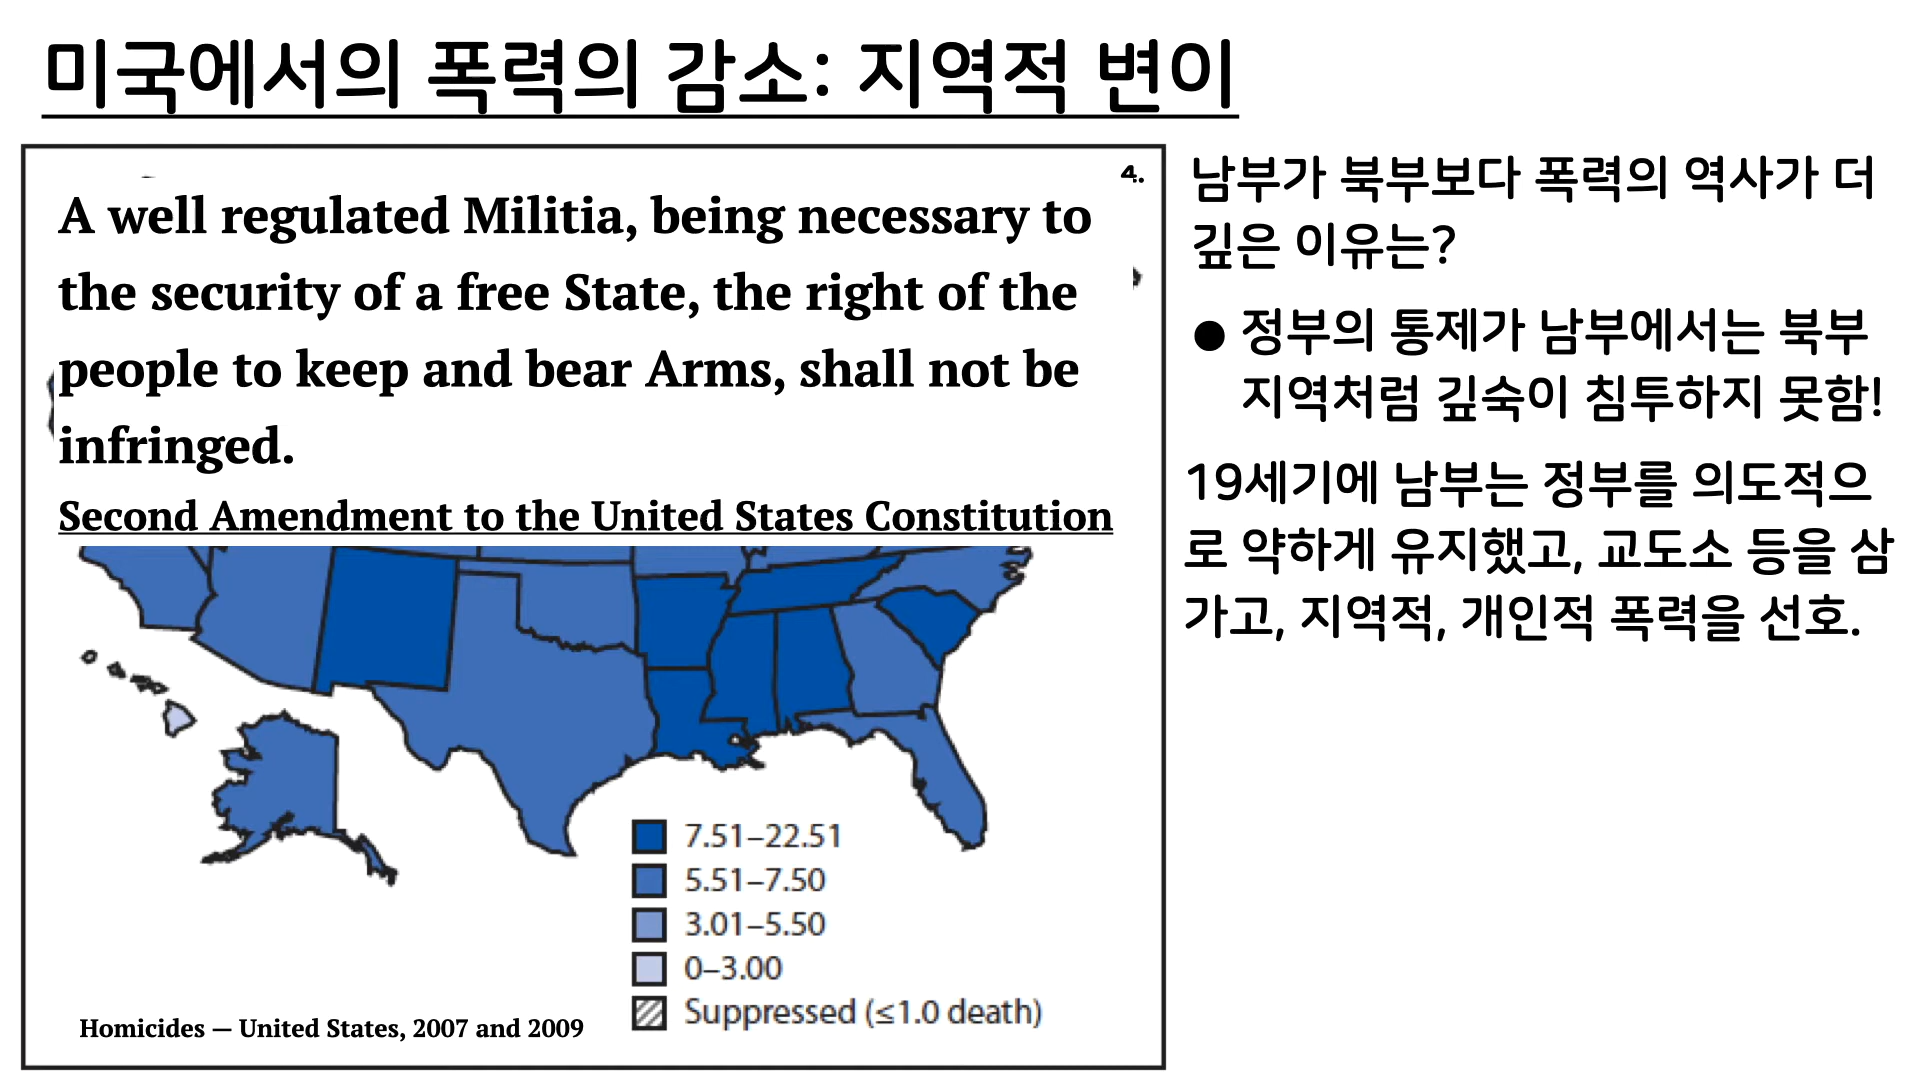 미국에서의 폭력의 감소: 지역적 변이
4.
A well regulated Militia, being necessary to
the security of a free State, the right of the
people to keep and bear Arms, shall not be
infringed.
Second Amendment to the United States Constitution
7.51–22.51
5.51–7.50
3.01–5.50
0–3.00
Suppressed (≤1.0 death)
Homicides — United States, 2007 and 2009
남부가 북부보다 폭력의 역사가 더
깊은 이유는?
● 정부의 통제가 남부에서는 북부
지역처럼 깊숙이 침투하지 못함!
19세기에 남부는 정부를 의도적으
로 약하게 유지했고, 교도소 등을 삼
가고, 지역적, 개인적 폭력을 선호.